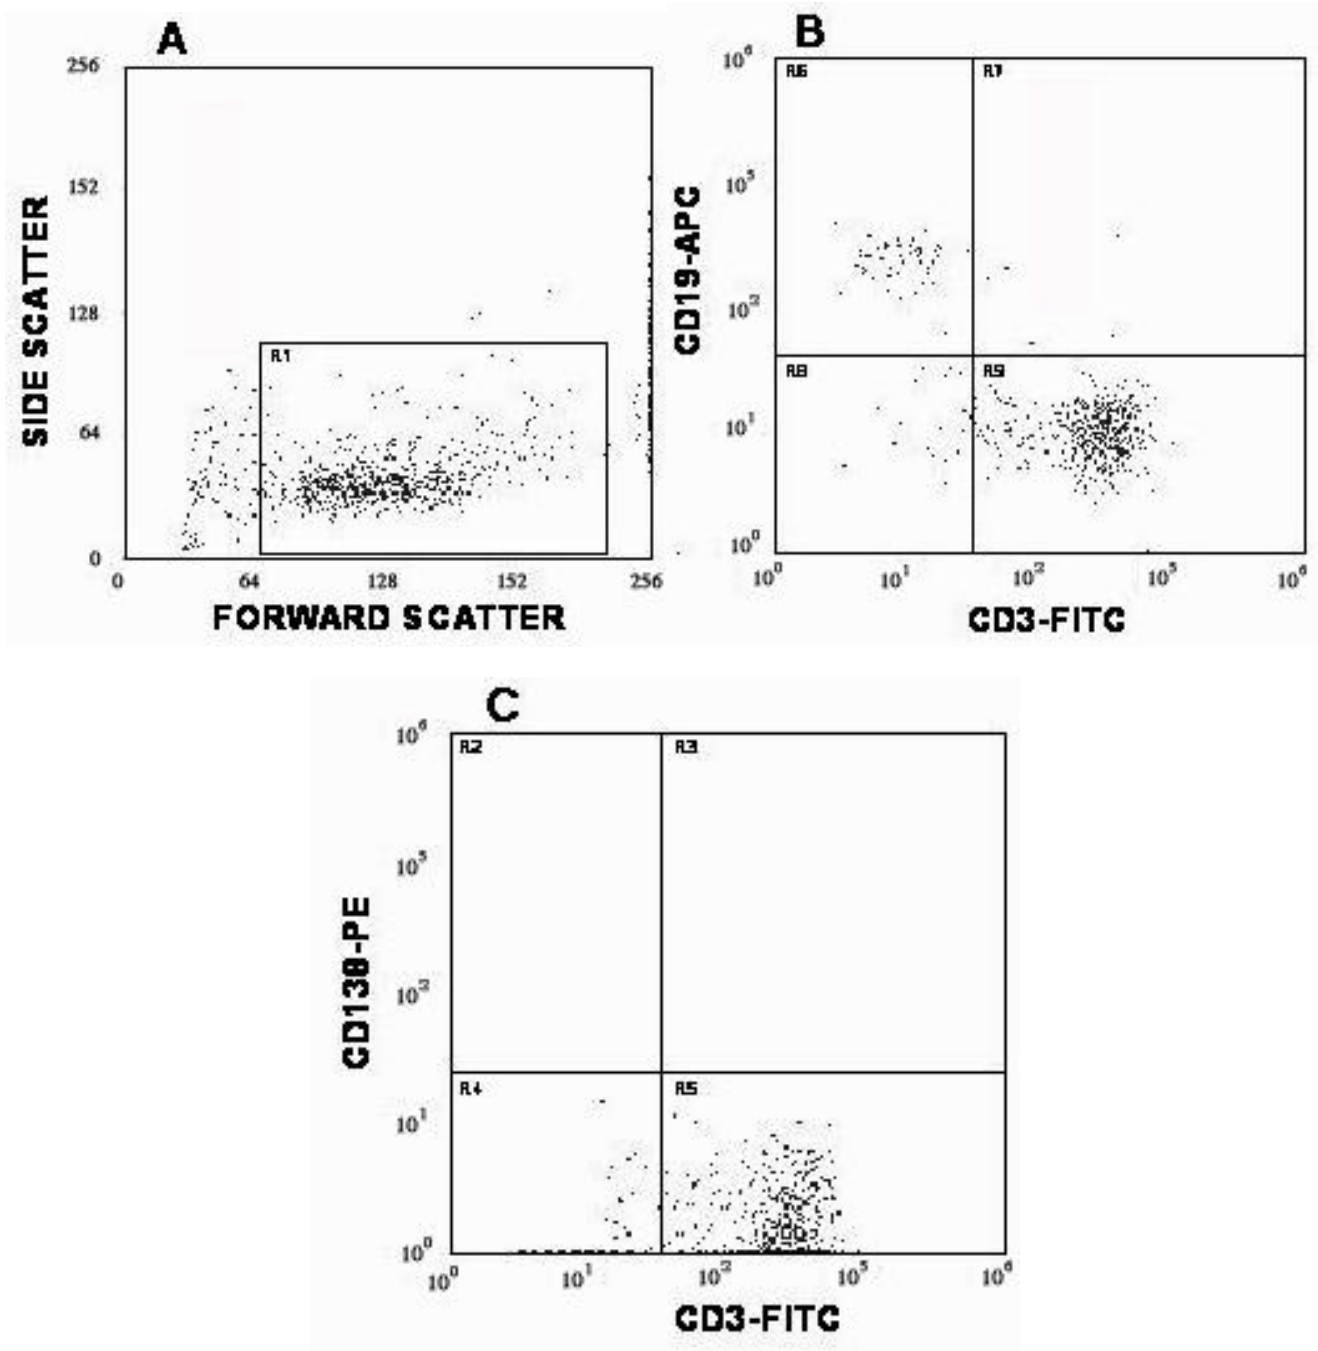 A
256
152
128
64
0
R1
0 64 128 152 256
SIDE SCATTER
FORWARD SCATTER
B
10⁶
10⁵
10²
10¹
10⁰
R6 R7
R8 R9
10⁰ 10¹ 10² 10⁵ 10⁶
CD19-APC
CD3-FITC
C
10⁶
10⁵
10²
10¹
10⁰
R2 R3
R4 R5
10⁰ 10¹ 10² 10⁵ 10⁶
CD138-PE
CD3-FITC